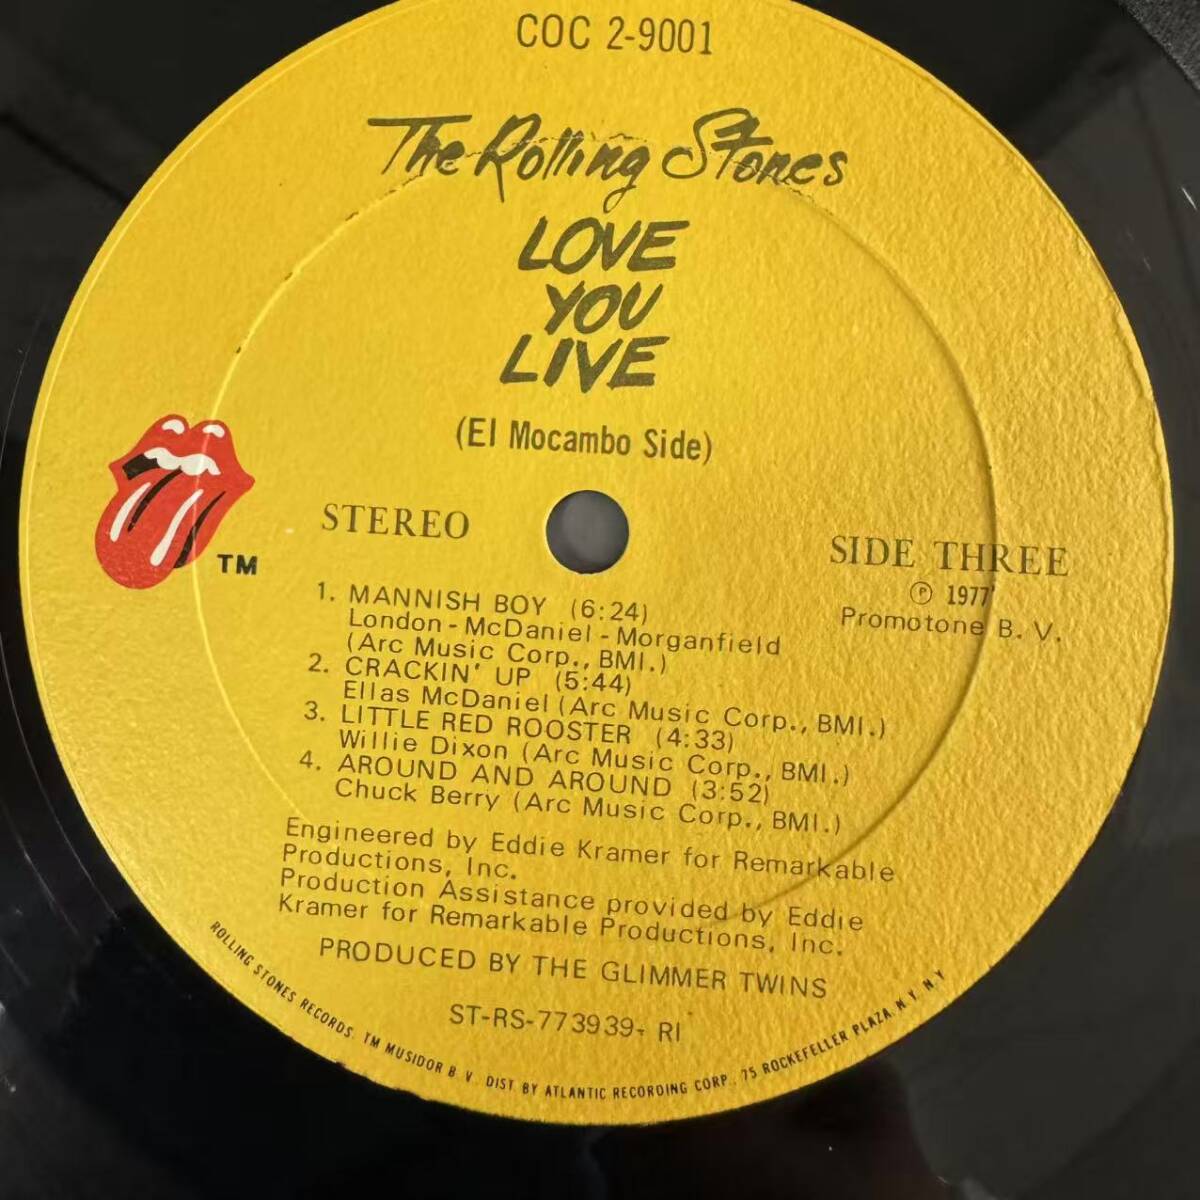 COC 2-9001
The Rolling Stones
LOVE
YOU
LIVE
(El Mocambo Side)
STEREO
SIDE THREE
℗ 1977
Promotone B. V.
TM
1. MANNISH BOY (6:24)
London - McDaniel - Morganfield
(Arc Music Corp., BMI.)
2. CRACKIN' UP (5:44)
Ellas McDaniel (Arc Music Corp., BMI.)
3. LITTLE RED ROOSTER (4:33)
Willie Dixon (Arc Music Corp., BMI.)
4. AROUND AND AROUND (3:52)
Chuck Berry (Arc Music Corp., BMI.)
Engineered by Eddie Kramer for Remarkable
Productions, Inc.
Production Assistance provided by Eddie
Kramer for Remarkable Productions, Inc.
PRODUCED BY THE GLIMMER TWINS
ST-RS-773939- RI
ROLLING STONES RECORDS, TM MUSIDOR B. V. DIST BY ATLANTIC RECORDING CORP., 75 ROCKEFELLER PLAZA, N.Y. N.Y